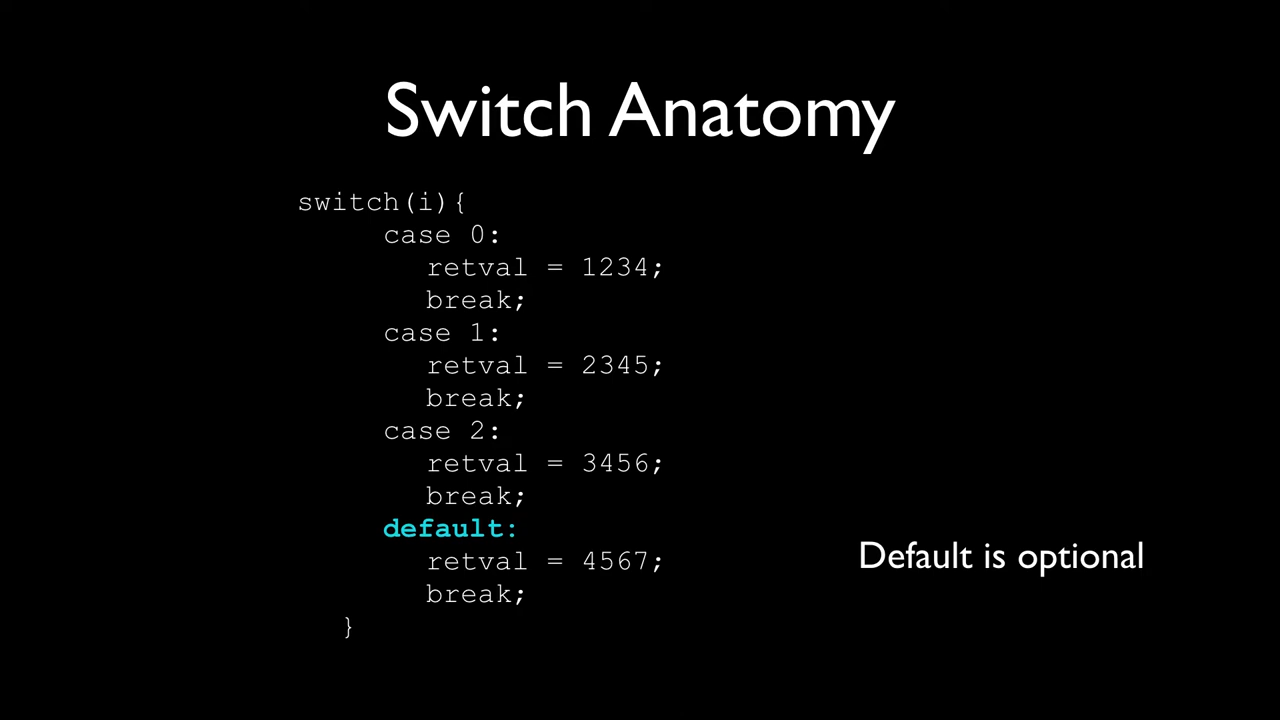 Switch Anatomy
switch(i){
case 0:
retval = 1234;
break;
case 1:
retval = 2345;
break;
case 2:
retval = 3456;
break;
default:
retval = 4567;
break;
}
Default is optional